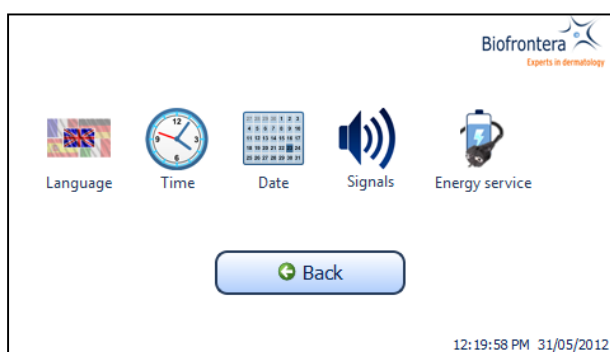 Biofrontera
Experts in dermatology
Language Time Date Signals Energy service
Back
12:19:58 PM 31/05/2012